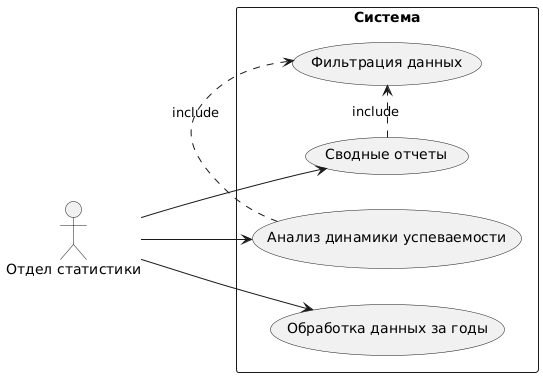 Система
Фильтрация данных
include
include
Сводные отчеты
Анализ динамики успеваемости
Отдел статистики
Обработка данных за годы